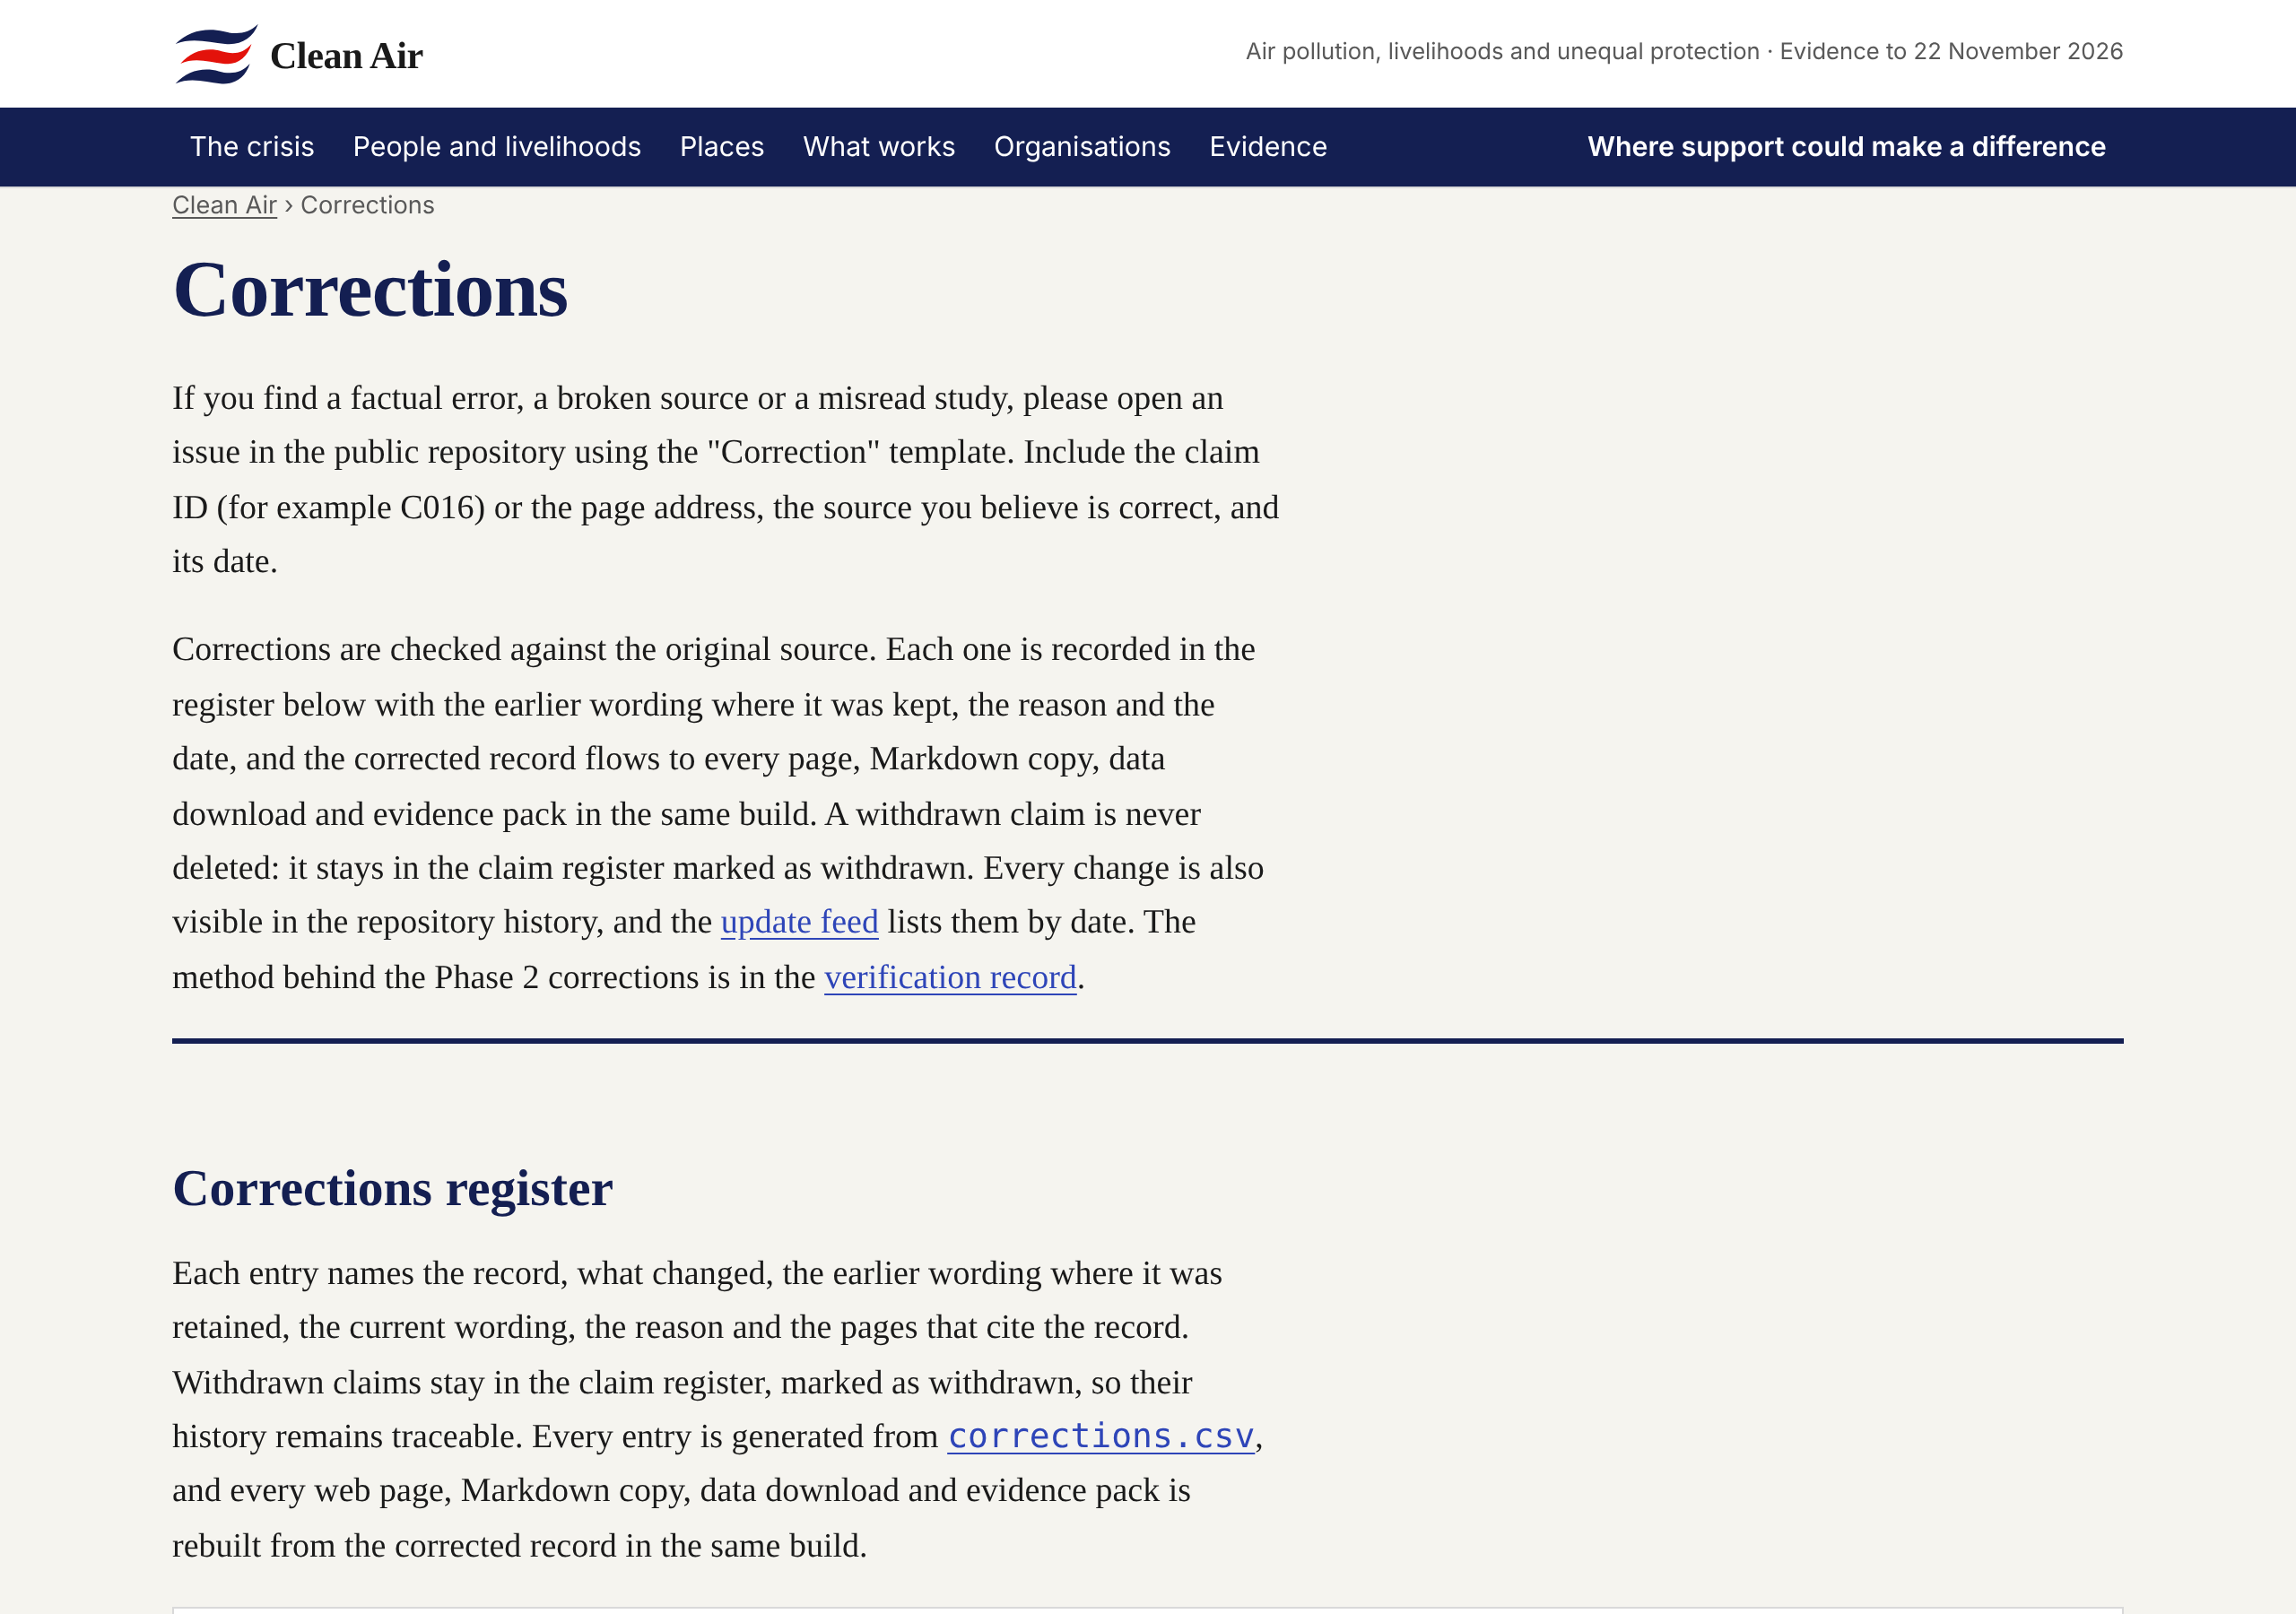 Clean Air
Air pollution, livelihoods and unequal protection · Evidence to 22 November 2026
The crisis People and livelihoods Places What works Organisations Evidence Where support could make a difference
Clean Air › Corrections
Corrections
If you find a factual error, a broken source or a misread study, please open an
issue in the public repository using the "Correction" template. Include the claim
ID (for example C016) or the page address, the source you believe is correct, and
its date.
Corrections are checked against the original source. Each one is recorded in the
register below with the earlier wording where it was kept, the reason and the
date, and the corrected record flows to every page, Markdown copy, data
download and evidence pack in the same build. A withdrawn claim is never
deleted: it stays in the claim register marked as withdrawn. Every change is also
visible in the repository history, and the update feed lists them by date. The
method behind the Phase 2 corrections is in the verification record.
Corrections register
Each entry names the record, what changed, the earlier wording where it was
retained, the current wording, the reason and the pages that cite the record.
Withdrawn claims stay in the claim register, marked as withdrawn, so their
history remains traceable. Every entry is generated from corrections.csv,
and every web page, Markdown copy, data download and evidence pack is
rebuilt from the corrected record in the same build.